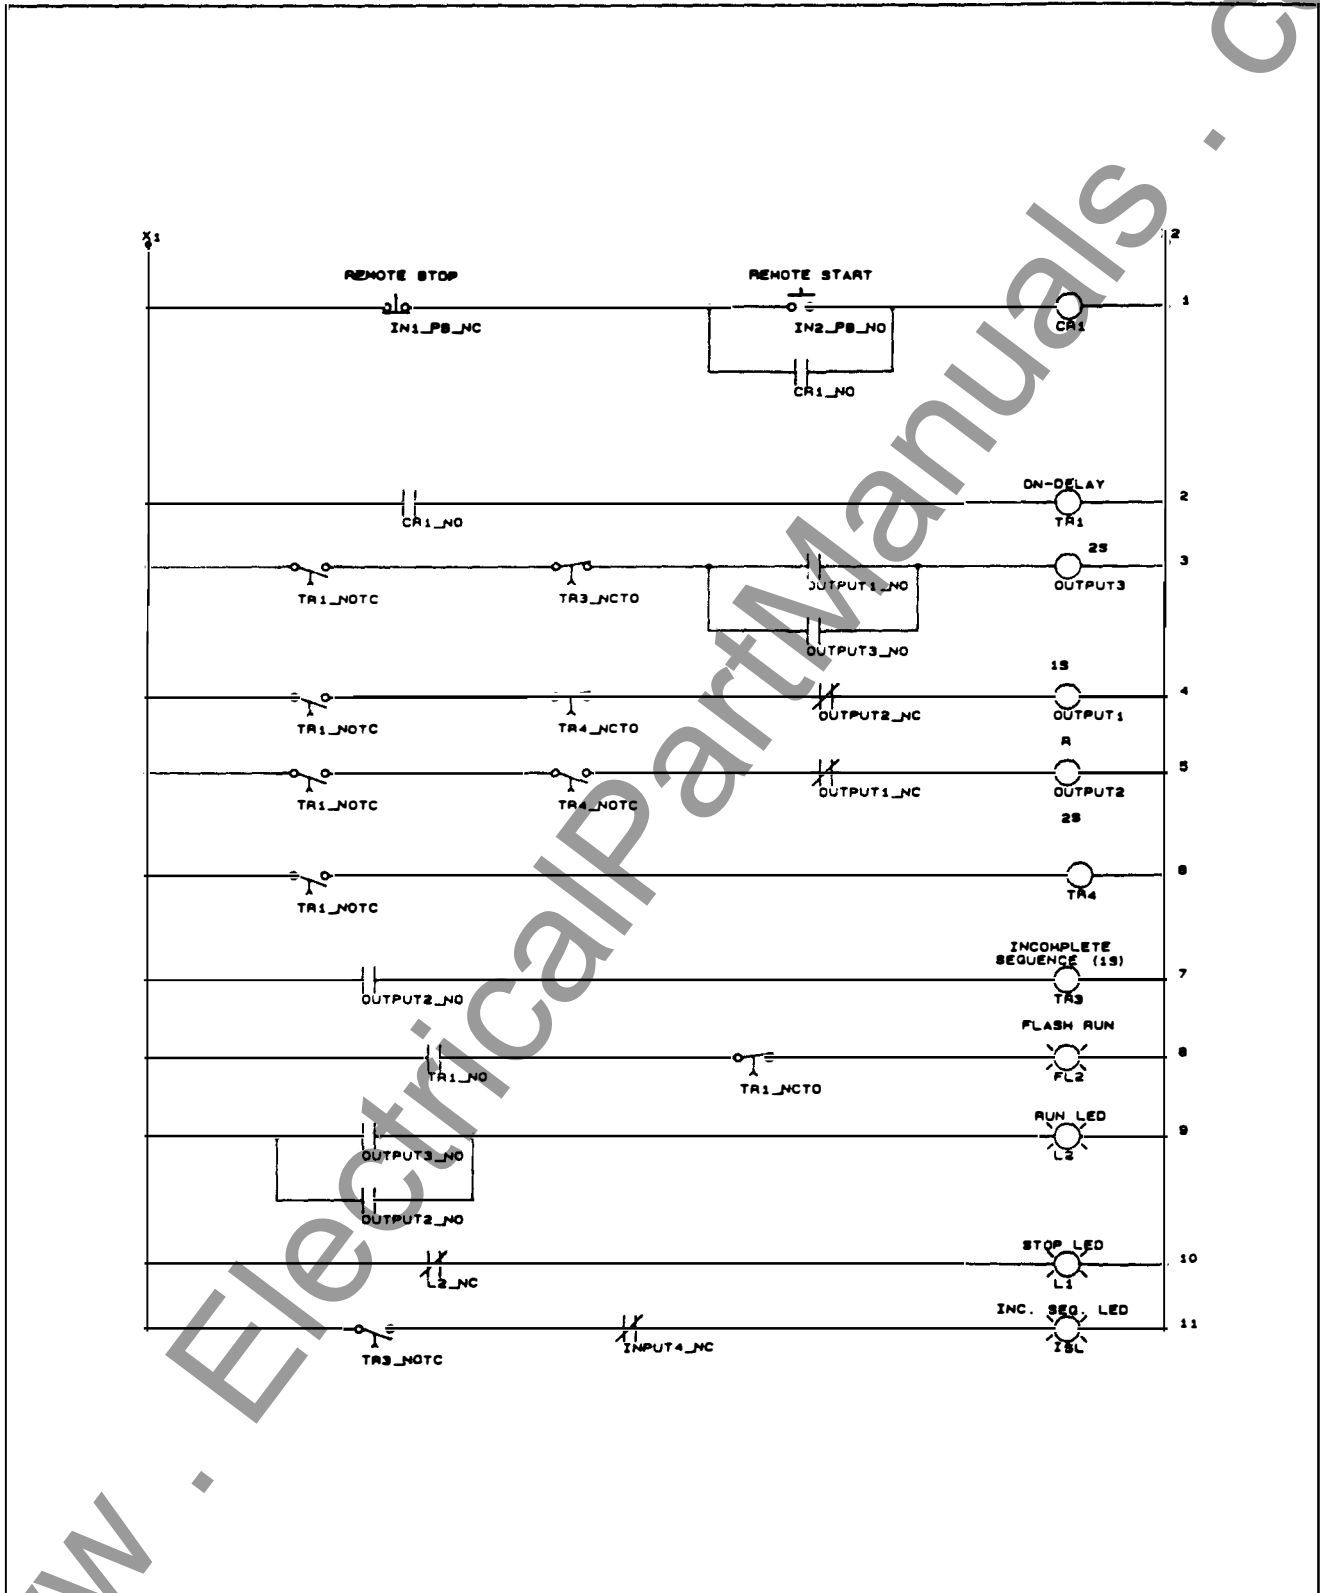 X1
2
REMOTE STOP
REMOTE START
1
IN1_PB_NC
IN2_PB_NO
CR1
CR1_NO
ON-DELAY
2
CR1_NO
TR1
2S
3
TR1_NOTC
TR3_NCTO
OUTPUT1_NO
OUTPUT3
OUTPUT3_NO
1S
4
TR1_NOTC
TR4_NCTO
OUTPUT2_NC
OUTPUT1
R
5
TR1_NOTC
TR4_NOTC
OUTPUT1_NC
OUTPUT2
2S
6
TR1_NOTC
TR4
INCOMPLETE
SEQUENCE (1S)
7
OUTPUT2_NO
TR3
FLASH RUN
8
TR1_NO
TR1_NCTO
FL2
RUN LED
9
OUTPUT3_NO
L2
OUTPUT2_NO
STOP LED
10
L2_NC
L1
INC. SEQ. LED
11
TR3_NOTC
INPUT4_NC
ISL
w . ElectricalPartManuals . c